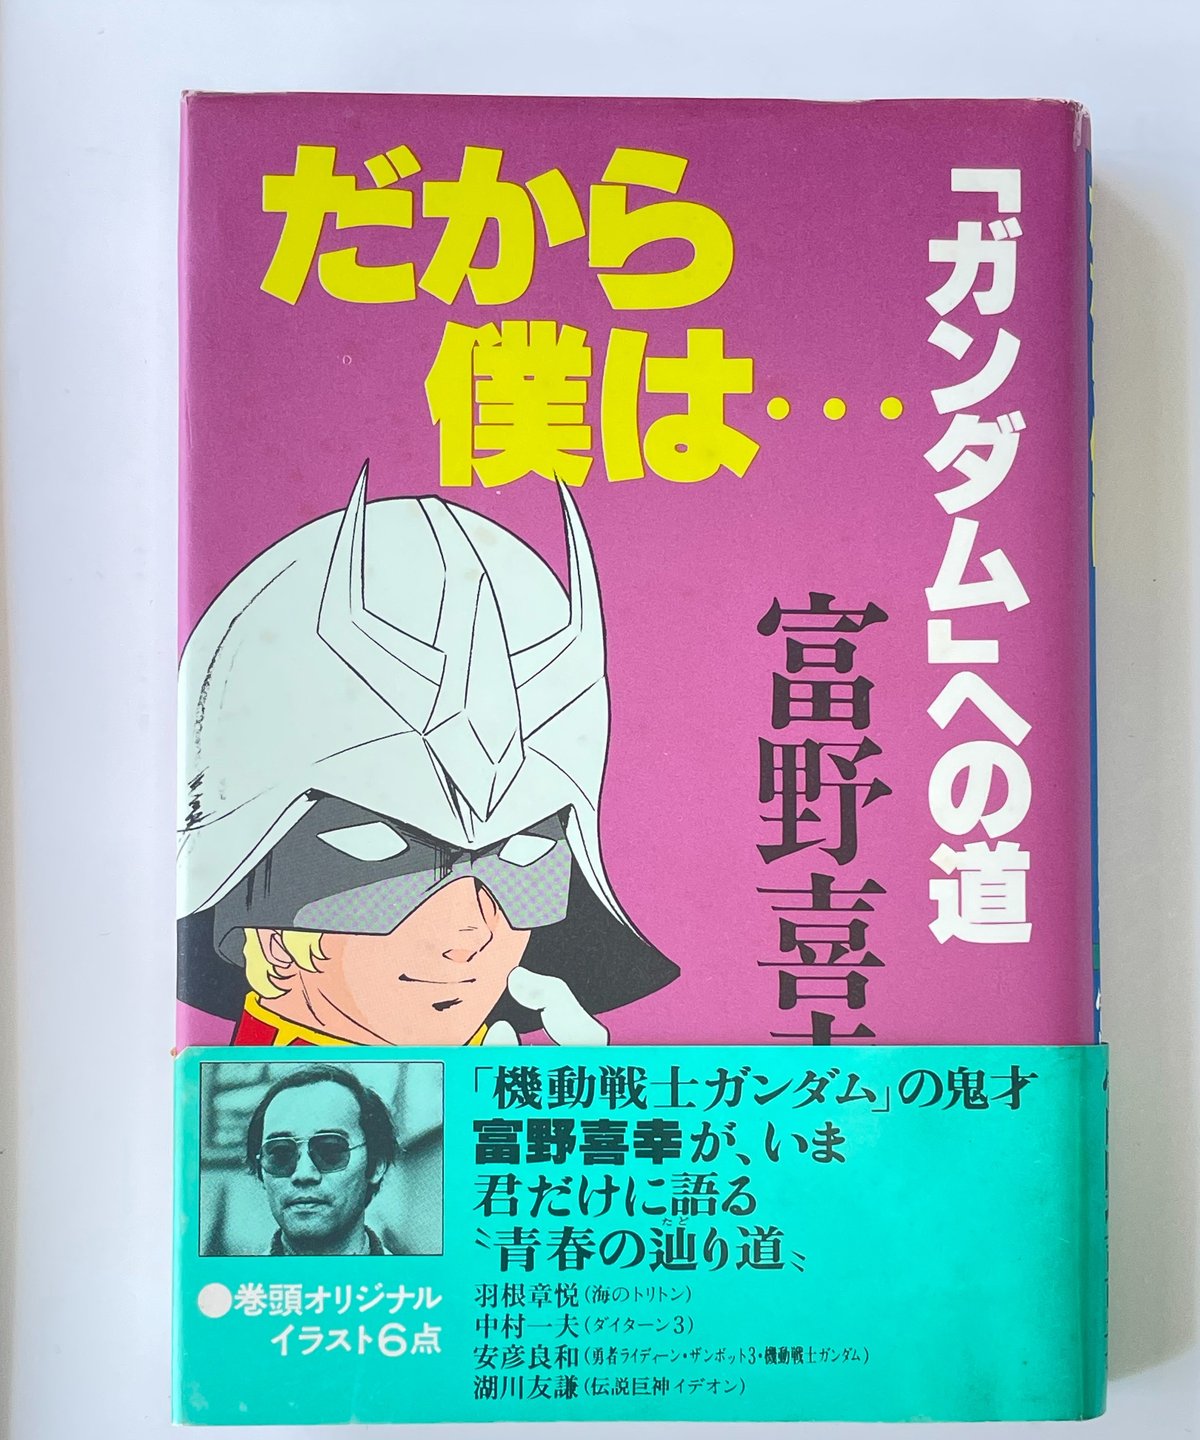 だから
僕は・・・
「ガンダム」への道
富野喜
「機動戦士ガンダム」の鬼才
富野喜幸が、いま
君だけに語る
〝青春の辿り道〟
たど
羽根章悦(海のトリトン)
中村一夫(ダイターン3)
安彦良和(勇者ライディーン・ザンボット3・機動戦士ガンダム)
湖川友謙(伝説巨神イデオン)
●巻頭オリジナル
イラスト6点